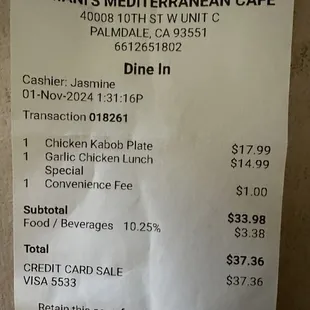 MEDITERRANEAN CAFE
40008 10TH ST W UNIT C
PALMDALE, CA 93551
6612651802
Dine In
Cashier: Jasmine
01-Nov-2024 1:31:16P
Transaction 018261
1 Chicken Kabob Plate $17.99
1 Garlic Chicken Lunch $14.99
Special
1 Convenience Fee $1.00
Subtotal $33.98
Food / Beverages 10.25% $3.38
Total $37.36
CREDIT CARD SALE $37.36
VISA 5533
Retain this